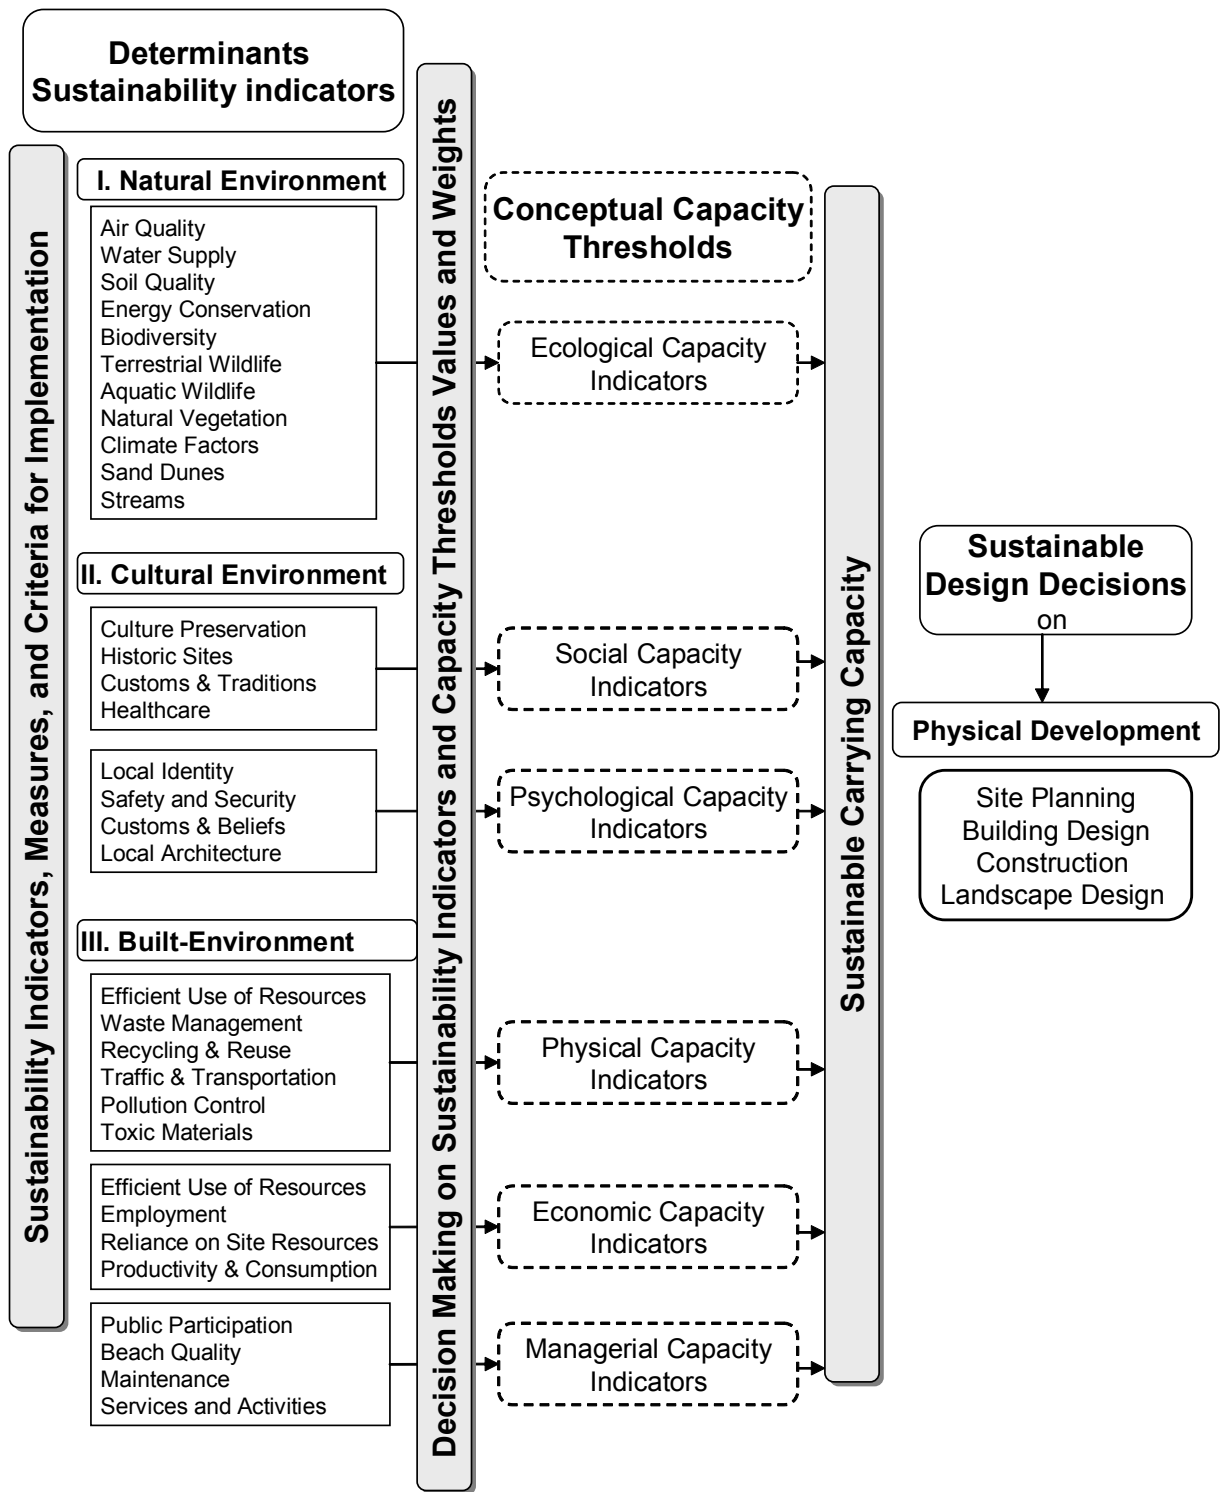 Determinants
Sustainability indicators
Sustainability Indicators, Measures, and Criteria for Implementation
I. Natural Environment
Air Quality
Water Supply
Soil Quality
Energy Conservation
Biodiversity
Terrestrial Wildlife
Aquatic Wildlife
Natural Vegetation
Climate Factors
Sand Dunes
Streams
II. Cultural Environment
Culture Preservation
Historic Sites
Customs & Traditions
Healthcare
Local Identity
Safety and Security
Customs & Beliefs
Local Architecture
III. Built-Environment
Efficient Use of Resources
Waste Management
Recycling & Reuse
Traffic & Transportation
Pollution Control
Toxic Materials
Efficient Use of Resources
Employment
Reliance on Site Resources
Productivity & Consumption
Public Participation
Beach Quality
Maintenance
Services and Activities
Decision Making on Sustainability Indicators and Capacity Thresholds Values and Weights
Conceptual Capacity
Thresholds
Ecological Capacity
Indicators
Social Capacity
Indicators
Psychological Capacity
Indicators
Physical Capacity
Indicators
Economic Capacity
Indicators
Managerial Capacity
Indicators
Sustainable Carrying Capacity
Sustainable
Design Decisions
on
Physical Development
Site Planning
Building Design
Construction
Landscape Design